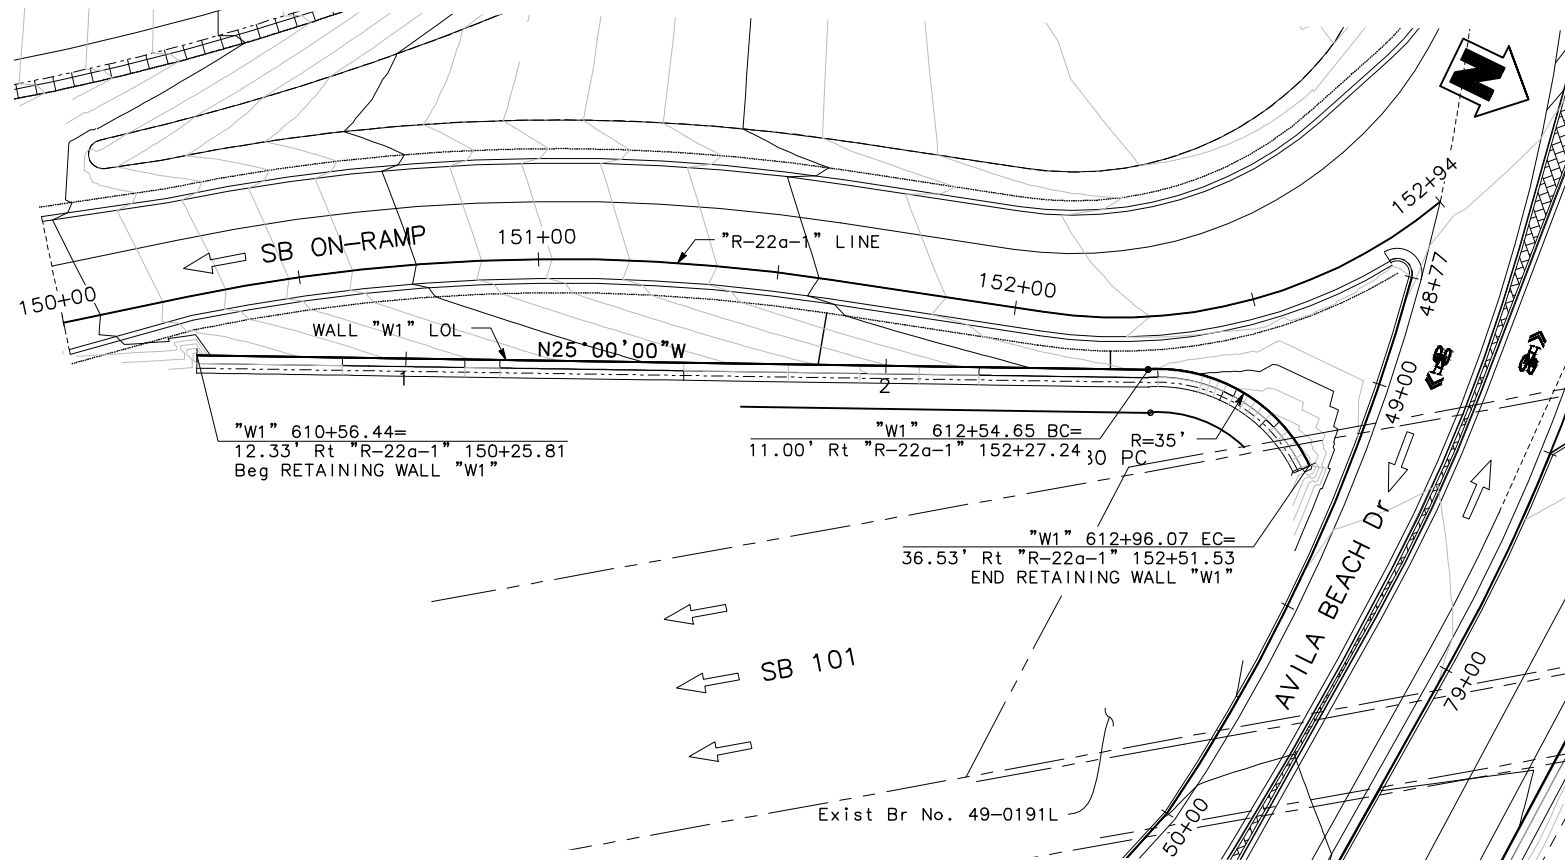 N
152+94
SB ON-RAMP
151+00
"R-22a-1" LINE
150+00
152+00
48+77
WALL "W1" LOL
N25°00'00"W
1
2
49+00
"W1" 610+56.44=
12.33' Rt "R-22a-1" 150+25.81
Beg RETAINING WALL "W1"
"W1" 612+54.65 BC=
11.00' Rt "R-22a-1" 152+27.24
R=35'
PC
"W1" 612+96.07 EC=
36.53' Rt "R-22a-1" 152+51.53
END RETAINING WALL "W1"
AVILA BEACH Dr
SB 101
79+00
Exist Br No. 49-0191L
50+00